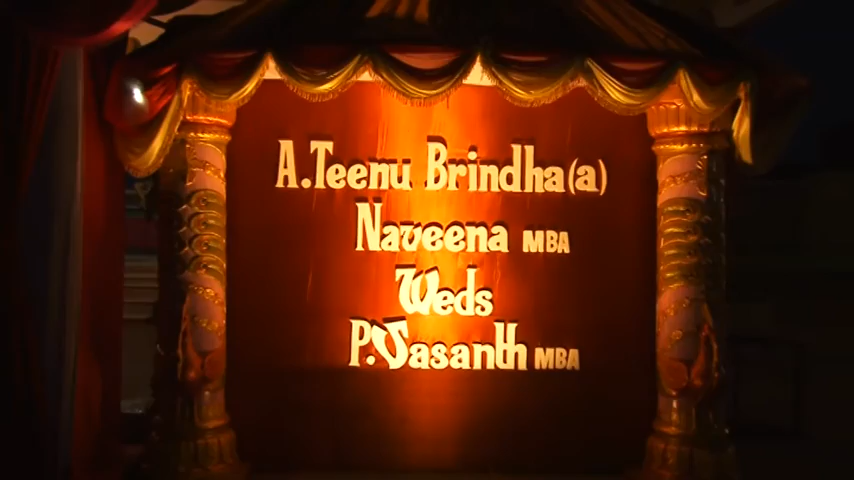 A.Teenu Brindha(a)
Naveena MBA
Weds
P.Vasanth MBA